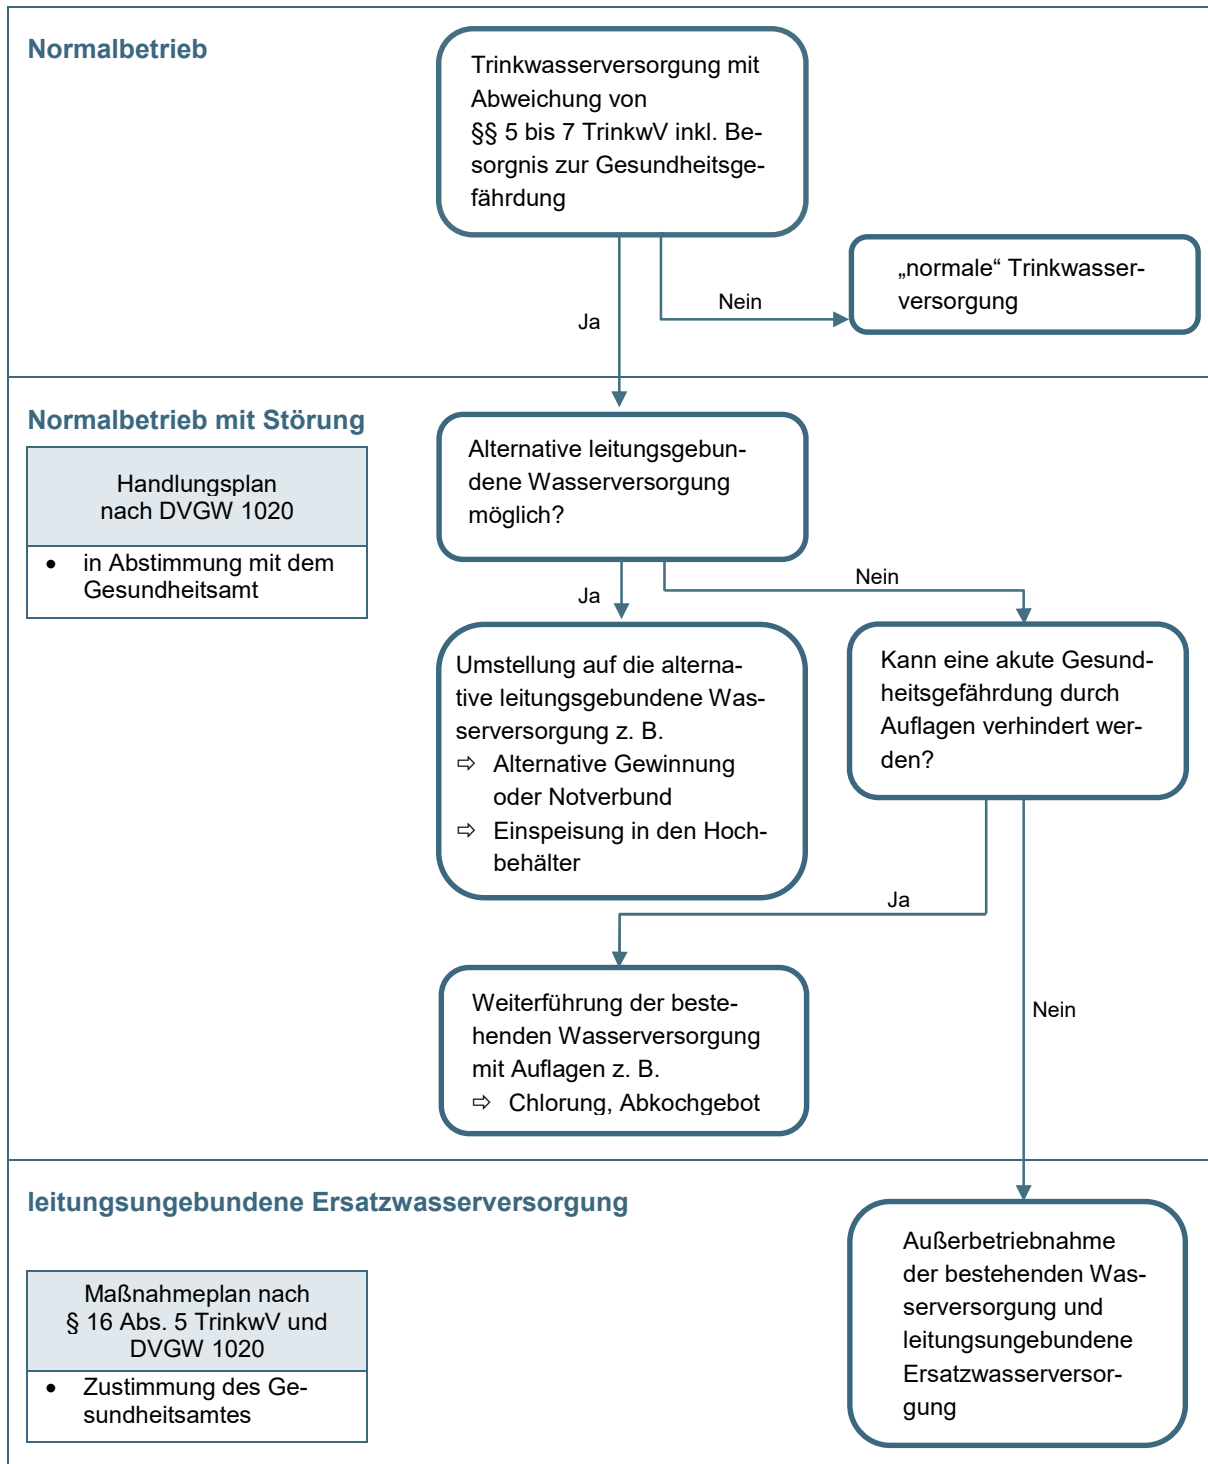 Normalbetrieb
Trinkwasserversorgung mit
Abweichung von
§§ 5 bis 7 TrinkwV inkl. Be-
sorgnis zur Gesundheitsge-
fährdung
„normale“ Trinkwasser-
versorgung
Nein
Ja
Normalbetrieb mit Störung
Handlungsplan
nach DVGW 1020
• in Abstimmung mit dem
Gesundheitsamt
Alternative leitungsgebun-
dene Wasserversorgung
möglich?
Nein
Ja
Umstellung auf die alterna-
tive leitungsgebundene Was-
serversorgung z. B.
⇨ Alternative Gewinnung
oder Notverbund
⇨ Einspeisung in den Hoch-
behälter
Kann eine akute Gesund-
heitsgefährdung durch
Auflagen verhindert wer-
den?
Ja
Nein
Weiterführung der beste-
henden Wasserversorgung
mit Auflagen z. B.
⇨ Chlorung, Abkochgebot
leitungsungebundene Ersatzwasserversorgung
Maßnahmeplan nach
§ 16 Abs. 5 TrinkwV und
DVGW 1020
• Zustimmung des Ge-
sundheitsamtes
Außerbetriebnahme
der bestehenden Was-
serversorgung und
leitungsungebundene
Ersatzwasserversor-
gung